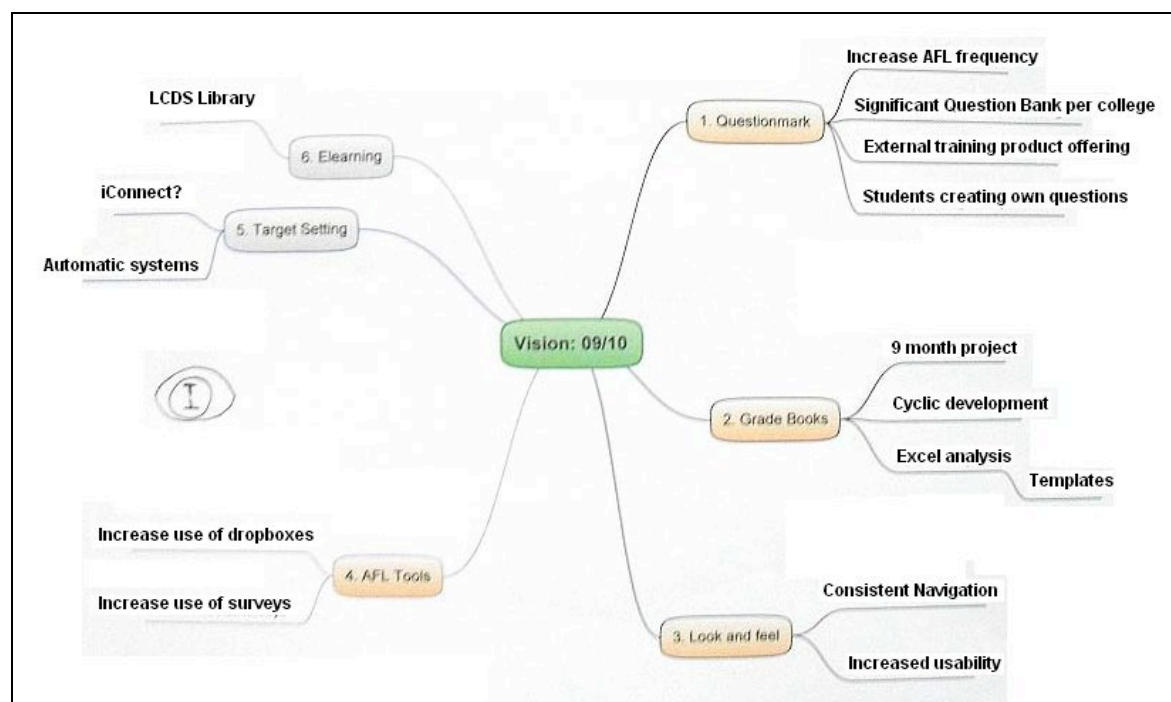 Vision: 09/10
1. Questionmark
Increase AFL frequency
Significant Question Bank per college
External training product offering
Students creating own questions
2. Grade Books
9 month project
Cyclic development
Excel analysis
Templates
3. Look and feel
Consistent Navigation
Increased usability
4. AFL Tools
Increase use of dropboxes
Increase use of surveys
5. Target Setting
iConnect?
Automatic systems
6. Elearning
LCDS Library
I